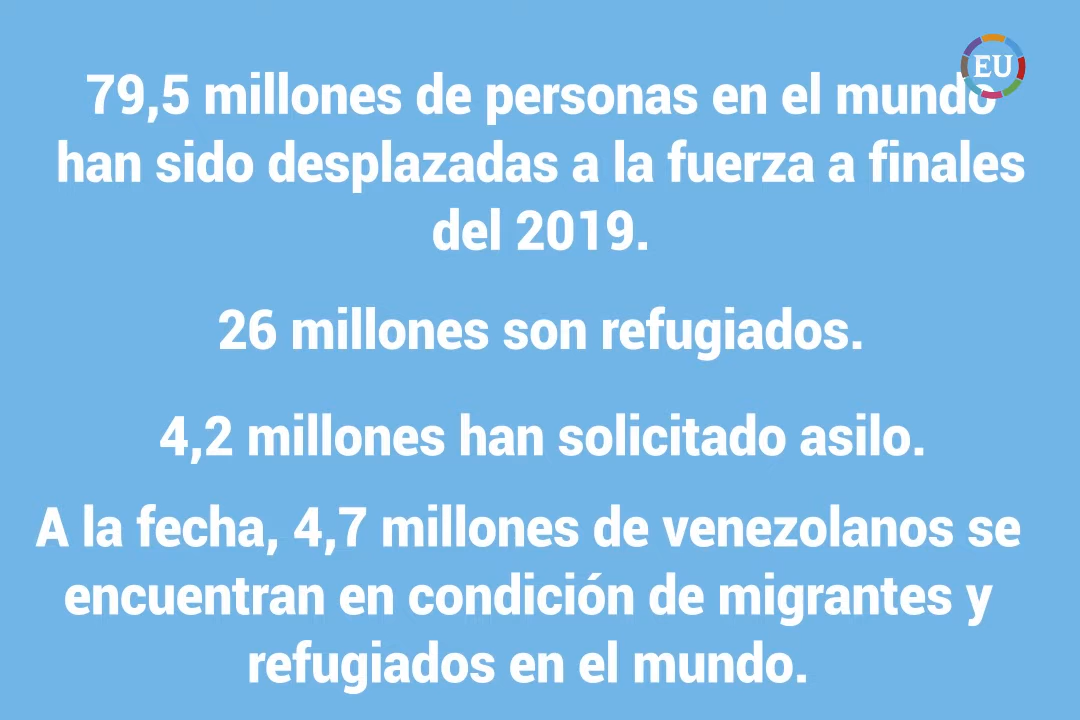 EU
79,5 millones de personas en el mundo
han sido desplazadas a la fuerza a finales
del 2019.
26 millones son refugiados.
4,2 millones han solicitado asilo.
A la fecha, 4,7 millones de venezolanos se
encuentran en condición de migrantes y
refugiados en el mundo.